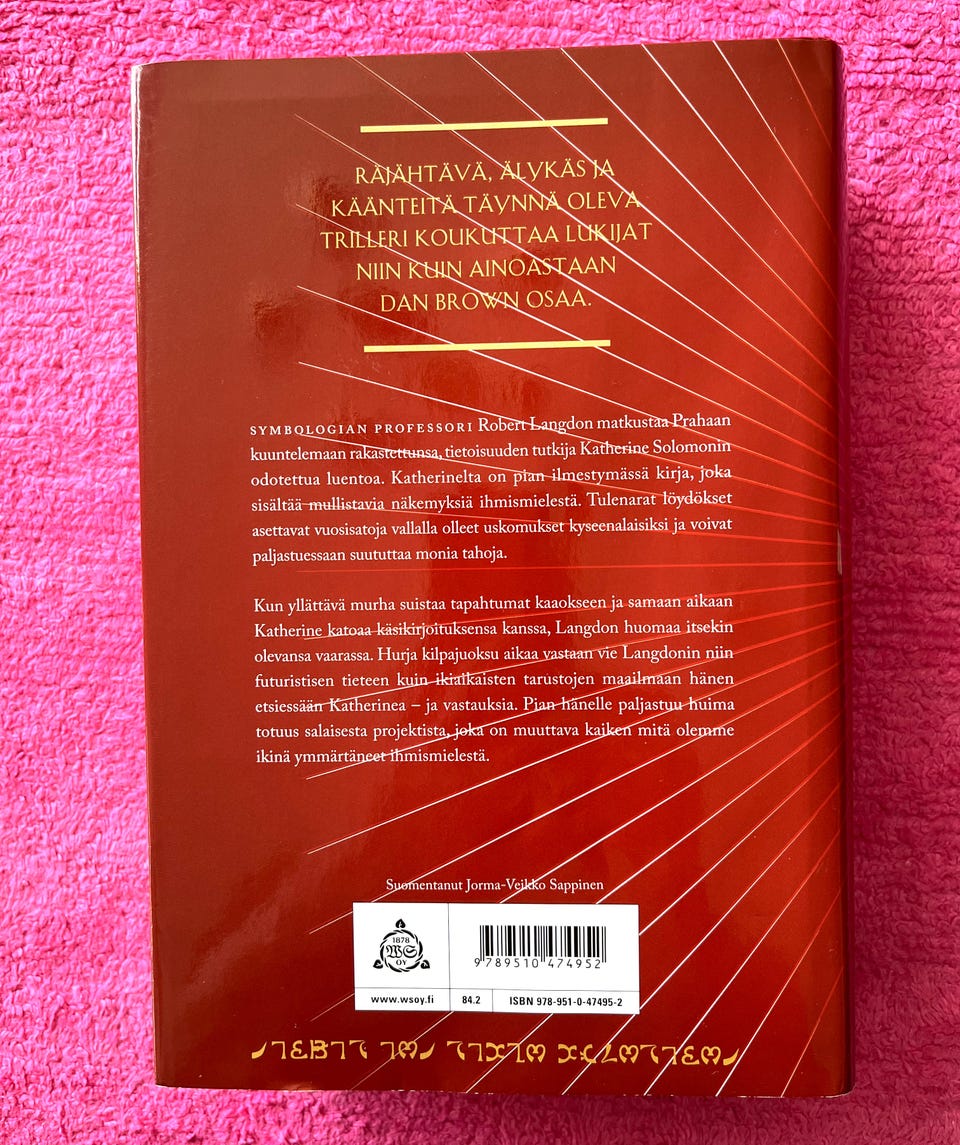 RÄJÄHTÄVÄ, ÄLYKÄS JA
KÄÄNTEITÄ TÄYNNÄ OLEVA
TRILLERI KOUKUTTAA LUKIJAT
NIIN KUIN AINOASTAAN
DAN BROWN OSAA.
SYMBOLOGIAN PROFESSORI Robert Langdon matkustaa Prahaan
kuuntelemaan rakastettunsa, tietoisuuden tutkija Katherine Solomonin
odotettua luentoa. Katherinelta on pian ilmestymässä kirja, joka
sisältää mullistavia näkemyksiä ihmismielestä. Tulenarat löydökset
asettavat vuosisatoja vallalla olleet uskomukset kyseenalaisiksi ja voivat
paljastuessaan suututtaa monia tahoja.
Kun yllättävä murha suistaa tapahtumat kaaokseen ja samaan aikaan
Katherine katoaa käsikirjoituksensa kanssa, Langdon huomaa itsekin
olevansa vaarassa. Hurja kilpajuoksu aikaa vastaan vie Langdonin niin
futuristisen tieteen kuin ikiaikaisten tarustojen maailmaan hänen
etsiessään Katherinea – ja vastauksia. Pian hänelle paljastuu huima
totuus salaisesta projektista, joka on muuttava kaiken mitä olemme
ikinä ymmärtäneet ihmismielestä.
Suomentanut Jorma-Veikko Sappinen
1878
WS
OY
9789510474952
www.wsoy.fi 84.2 ISBN 978-951-0-47495-2